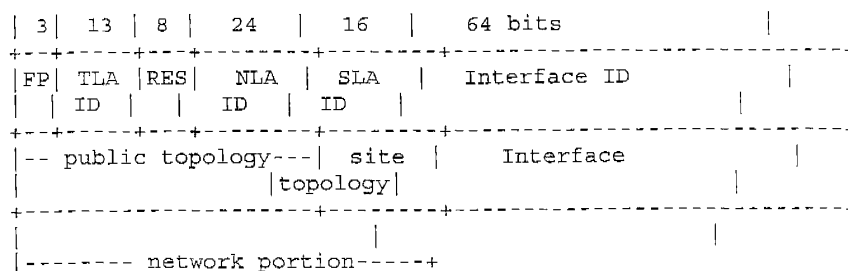 | 3| 13 | 8 | 24 | 16 | 64 bits |
+--+-----+---+--------+--------+------------------------+
|FP| TLA |RES| NLA | SLA | Interface ID |
| | ID | | ID | ID | |
+--+-----+---+--------+--------+------------------------+
|-- public topology---| site | Interface |
| |topology| |
+---------------------+--------+------------------------+
| | |
|-------- network portion-----+